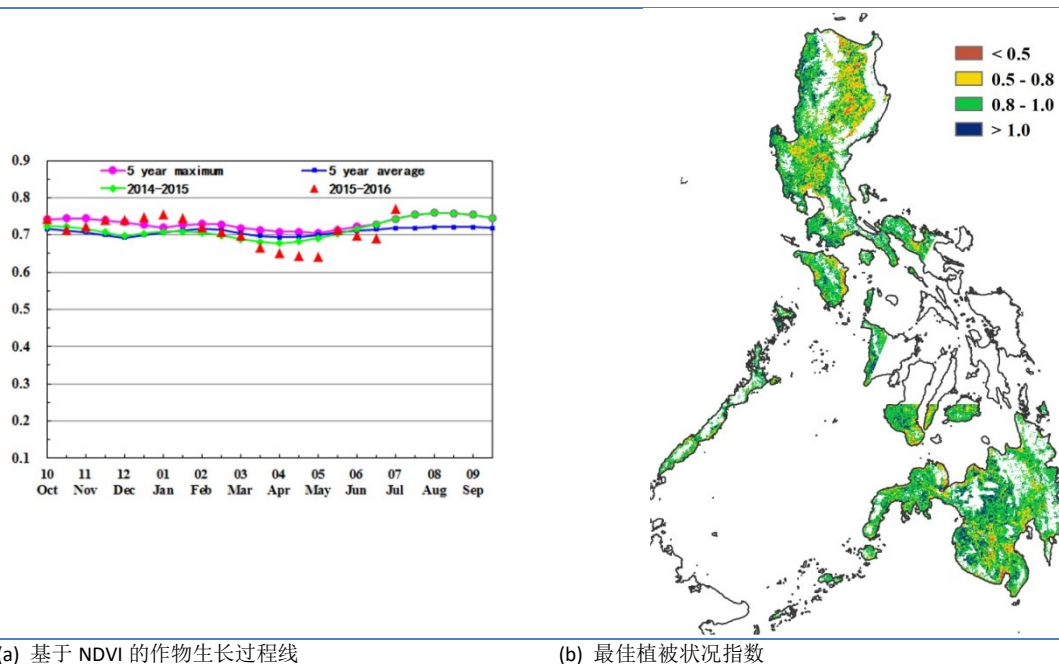 0.9
0.8
0.7
0.6
0.5
0.4
0.3
0.2
0.1
5 year maximum
5 year average
2014-2015
2015-2016
10 11 12 01 02 03 04 05 06 07 08 09
Oct Nov Dec Jan Feb Mar Apr May Jun Jul Aug Sep
< 0.5
0.5 - 0.8
0.8 - 1.0
> 1.0
(a) 基于 NDVI 的作物生长过程线
(b) 最佳植被状况指数